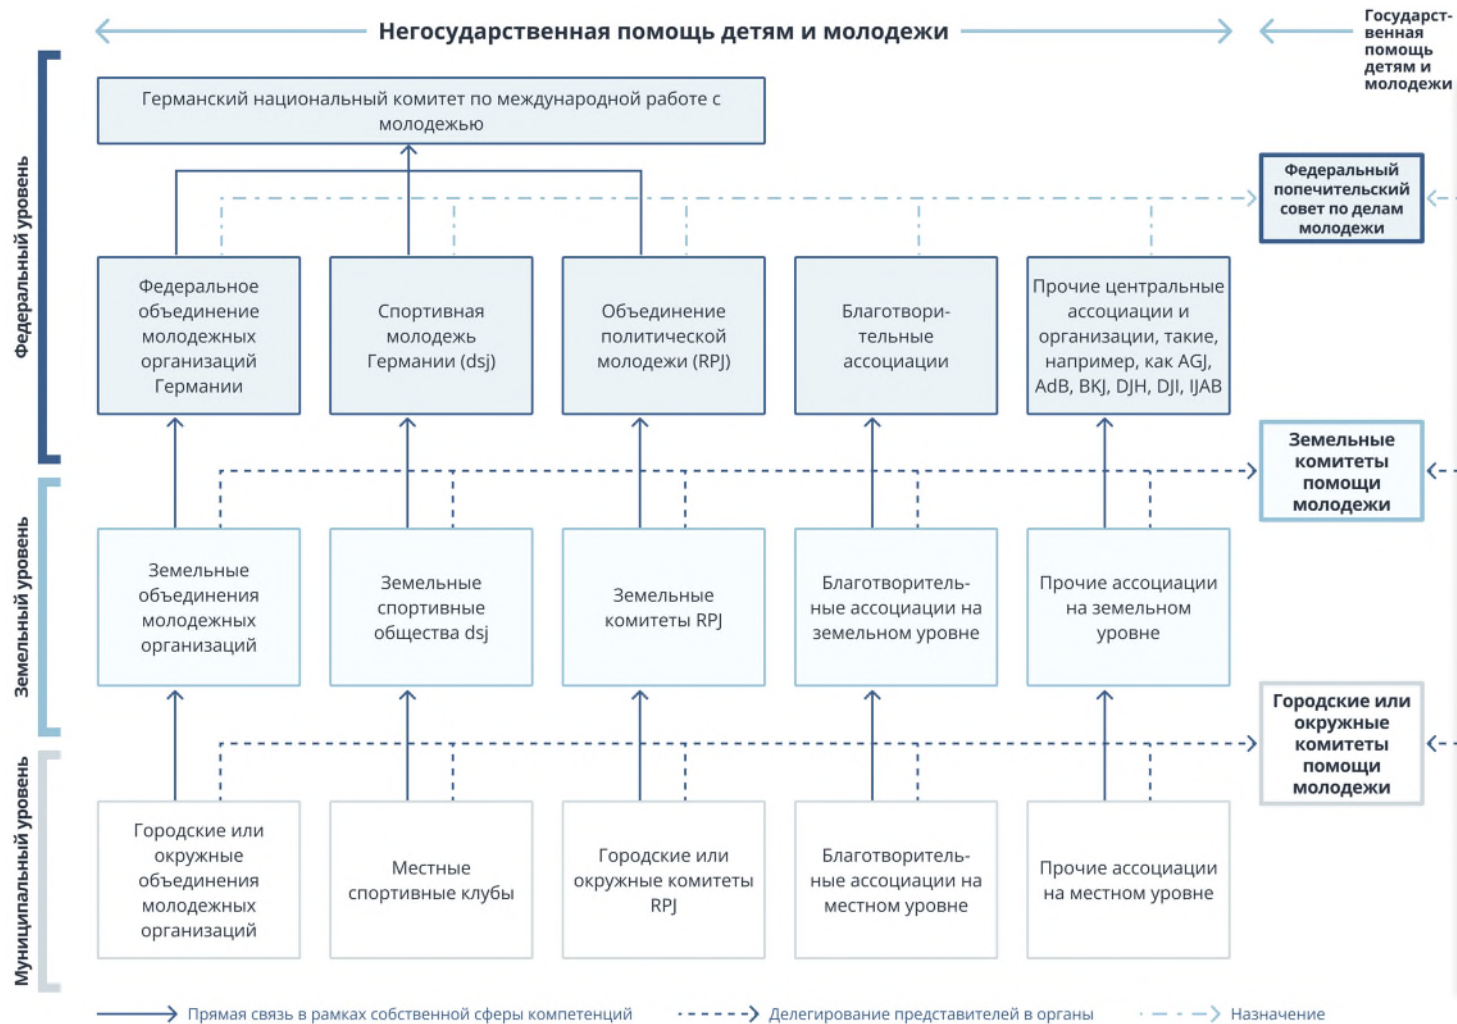 Негосударственная помощь детям и молодежи
Государст-
венная
помощь
детям и
молодежи
Федеральный уровень
Германский национальный комитет по международной работе с
молодежью
Федеральный
попечительский
совет по делам
молодежи
Федеральное
объединение
молодежных
организаций
Германии
Спортивная
молодежь
Германии (dsj)
Объединение
политической
молодежи (RPJ)
Благотвори-
тельные
ассоциации
Прочие центральные
ассоциации и
организации, такие,
например, как AGJ,
AdB, BKJ, DJH, DJI, IJAB
Земельные
комитеты
помощи
молодежи
Земельный уровень
Земельные
объединения
молодежных
организаций
Земельные
спортивные
общества dsj
Земельные
комитеты RPJ
Благотворитель-
ные ассоциации на
земельном уровне
Прочие ассоциации
на земельном
уровне
Городские или
окружные
комитеты
помощи
молодежи
Муниципальный уровень
Городские или
окружные
объединения
молодежных
организаций
Местные
спортивные клубы
Городские или
окружные комитеты
RPJ
Благотворитель-
ные ассоциации на
местном уровне
Прочие ассоциации
на местном уровне
Прямая связь в рамках собственной сферы компетенций
Делегирование представителей в органы
Назначение